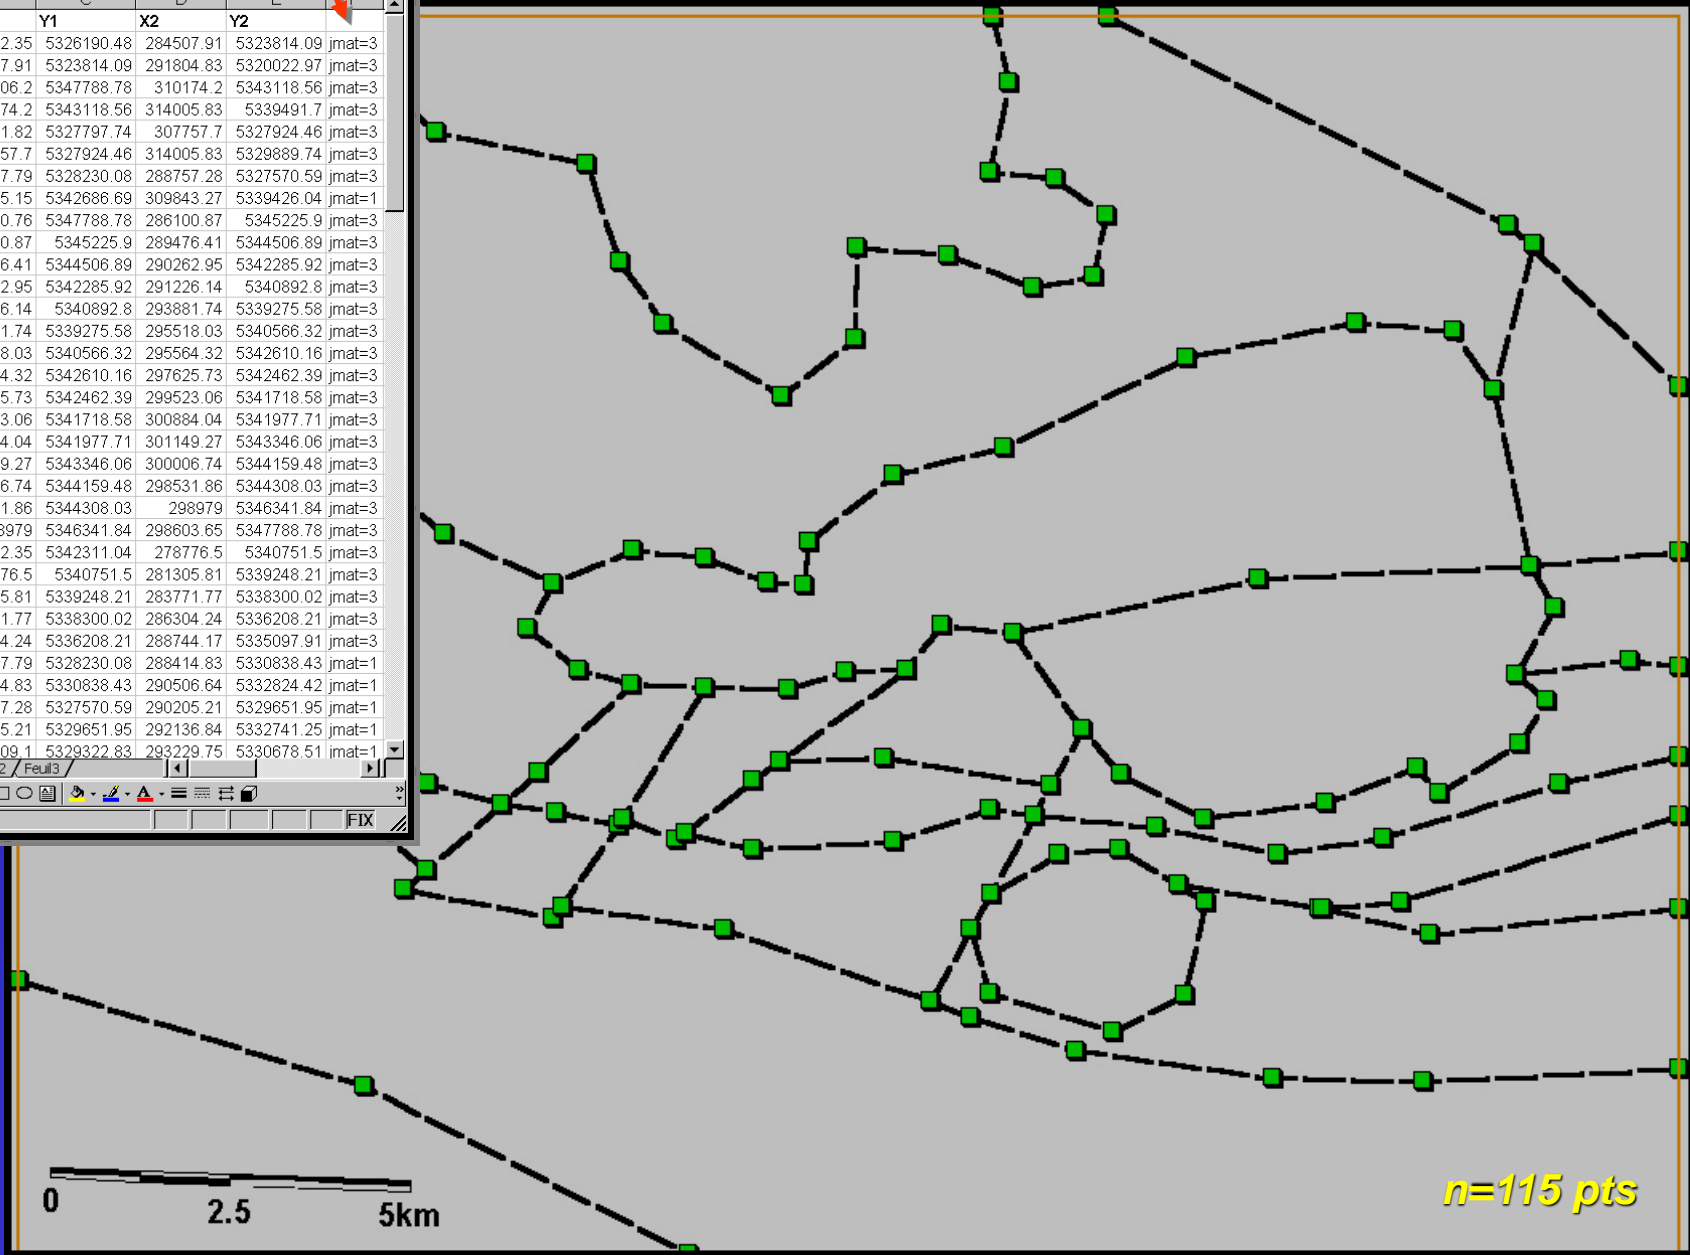 Y1 X2 Y2
2.35 5326190.48 284507.91 5323814.09 jmat=3
7.91 5323814.09 291804.83 5320022.97 jmat=3
06.2 5347788.78 310174.2 5343118.56 jmat=3
74.2 5343118.56 314005.83 5339491.7 jmat=3
1.82 5327797.74 307757.7 5327924.46 jmat=3
57.7 5327924.46 314005.83 5329889.74 jmat=3
7.79 5328230.08 288757.28 5327570.59 jmat=3
5.15 5342686.69 309843.27 5339426.04 jmat=1
0.76 5347788.78 286100.87 5345225.9 jmat=3
0.87 5345225.9 289476.41 5344506.89 jmat=3
6.41 5344506.89 290262.95 5342285.92 jmat=3
2.95 5342285.92 291226.14 5340892.8 jmat=3
6.14 5340892.8 293881.74 5339275.58 jmat=3
1.74 5339275.58 295518.03 5340566.32 jmat=3
8.03 5340566.32 295564.32 5342610.16 jmat=3
4.32 5342610.16 297625.73 5342462.39 jmat=3
5.73 5342462.39 299523.06 5341718.58 jmat=3
3.06 5341718.58 300884.04 5341977.71 jmat=3
4.04 5341977.71 301149.27 5343346.06 jmat=3
9.27 5343346.06 300006.74 5344159.48 jmat=3
6.74 5344159.48 298531.86 5344308.03 jmat=3
1.86 5344308.03 298979 5346341.84 jmat=3
8979 5346341.84 298603.65 5347788.78 jmat=3
2.35 5342311.04 278776.5 5340751.5 jmat=3
76.5 5340751.5 281305.81 5339248.21 jmat=3
5.81 5339248.21 283771.77 5338300.02 jmat=3
1.77 5338300.02 286304.24 5336208.21 jmat=3
4.24 5336208.21 288744.17 5335097.91 jmat=3
7.79 5328230.08 288414.83 5330838.43 jmat=1
4.83 5330838.43 290506.64 5332824.42 jmat=1
7.28 5327570.59 290205.21 5329651.95 jmat=1
5.21 5329651.95 292136.84 5332741.25 jmat=1
09.1 5329322.83 293229.75 5330678.51 jmat=1
2 / Feuil3 /
A
FIX
0 2.5 5km
n=115 pts